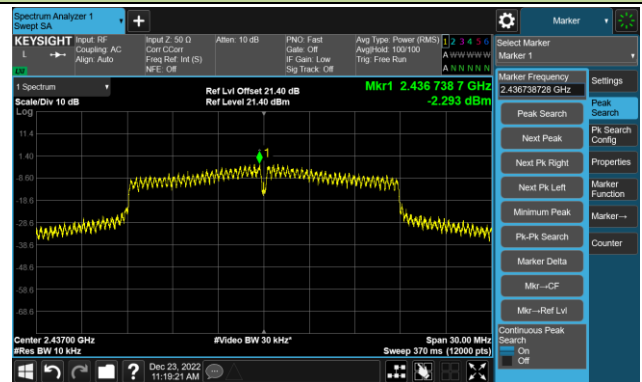 Spectrum Analyzer 1
Swept SA
Marker
KEYSIGHT
L
LW
Input: RF
Coupling: AC
Align: Auto
Input Z: 50 Ω
Corr CCorr
Freq Ref: Int (S)
NFE: Off
Atten: 10 dB
PNO: Fast
Gate: Off
IF Gain: Low
Sig Track: Off
Avg Type: Power (RMS)
Avg|Hold: 100/100
Trig: Free Run
1 2 3 4 5 6
A W W W W W
A N N N N N
Select Marker
Marker 1
1 Spectrum
Scale/Div 10 dB
Log
Ref Lvl Offset 21.40 dB
Ref Level 21.40 dBm
Mkr1 2.436 738 7 GHz
-2.293 dBm
11.4
1.40
-8.60
-18.6
-28.6
-38.6
-48.6
-58.6
-68.6
1
Center 2.43700 GHz
#Res BW 10 kHz
#Video BW 30 kHz*
Span 30.00 MHz
Sweep 370 ms (12000 pts)
Marker Frequency
2.436738728 GHz
Peak Search
Next Peak
Next Pk Right
Next Pk Left
Minimum Peak
Pk-Pk Search
Marker Delta
Mkr→CF
Mkr→Ref Lvl
Continuous Peak
Search
On
Off
Settings
Peak
Search
Pk Search
Config
Properties
Marker
Function
Marker→
Counter
?
Dec 23, 2022
11:19:21 AM